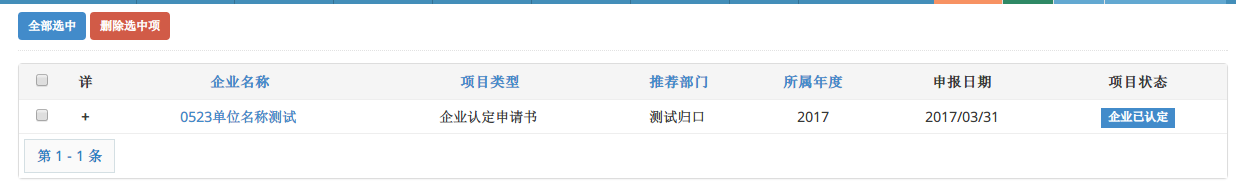 全部选中 删除选中项
详 企业名称 项目类型 推荐部门 所属年度 申报日期 项目状态
+ 0523单位名称测试 企业认定申请书 测试归口 2017 2017/03/31 企业已认定
第 1 - 1 条